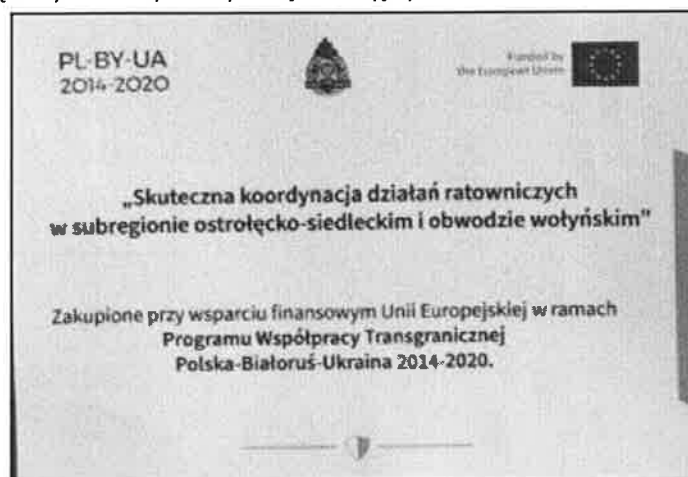 PL-BY-UA
2014-2020
Funded by
the European Union
„Skuteczna koordynacja działań ratowniczych
w subregionie ostrołęcko-siedleckim i obwodzie wołyńskim”
Zakupione przy wsparciu finansowym Unii Europejskiej w ramach
Programu Współpracy Transgranicznej
Polska-Białoruś-Ukraina 2014-2020.